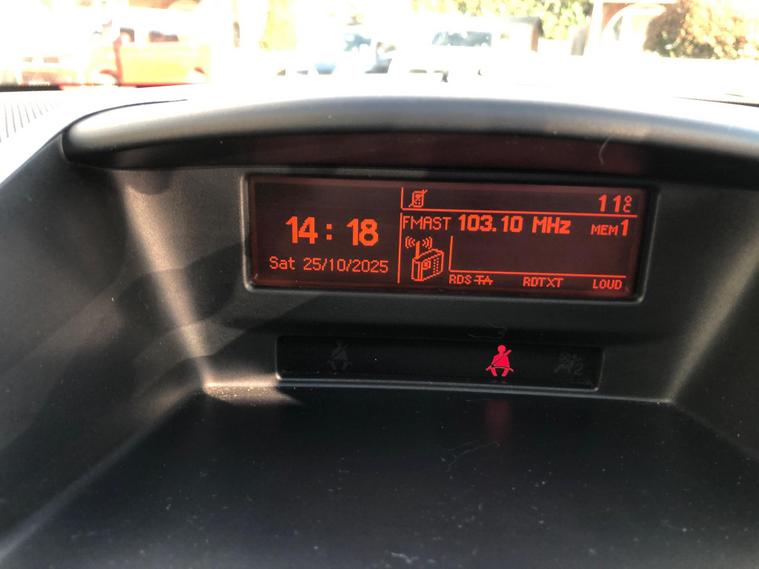 11°C
14:18
FMAST 103.10 MHz MEM1
Sat 25/10/2025
RDS TA RDTXT LOUD